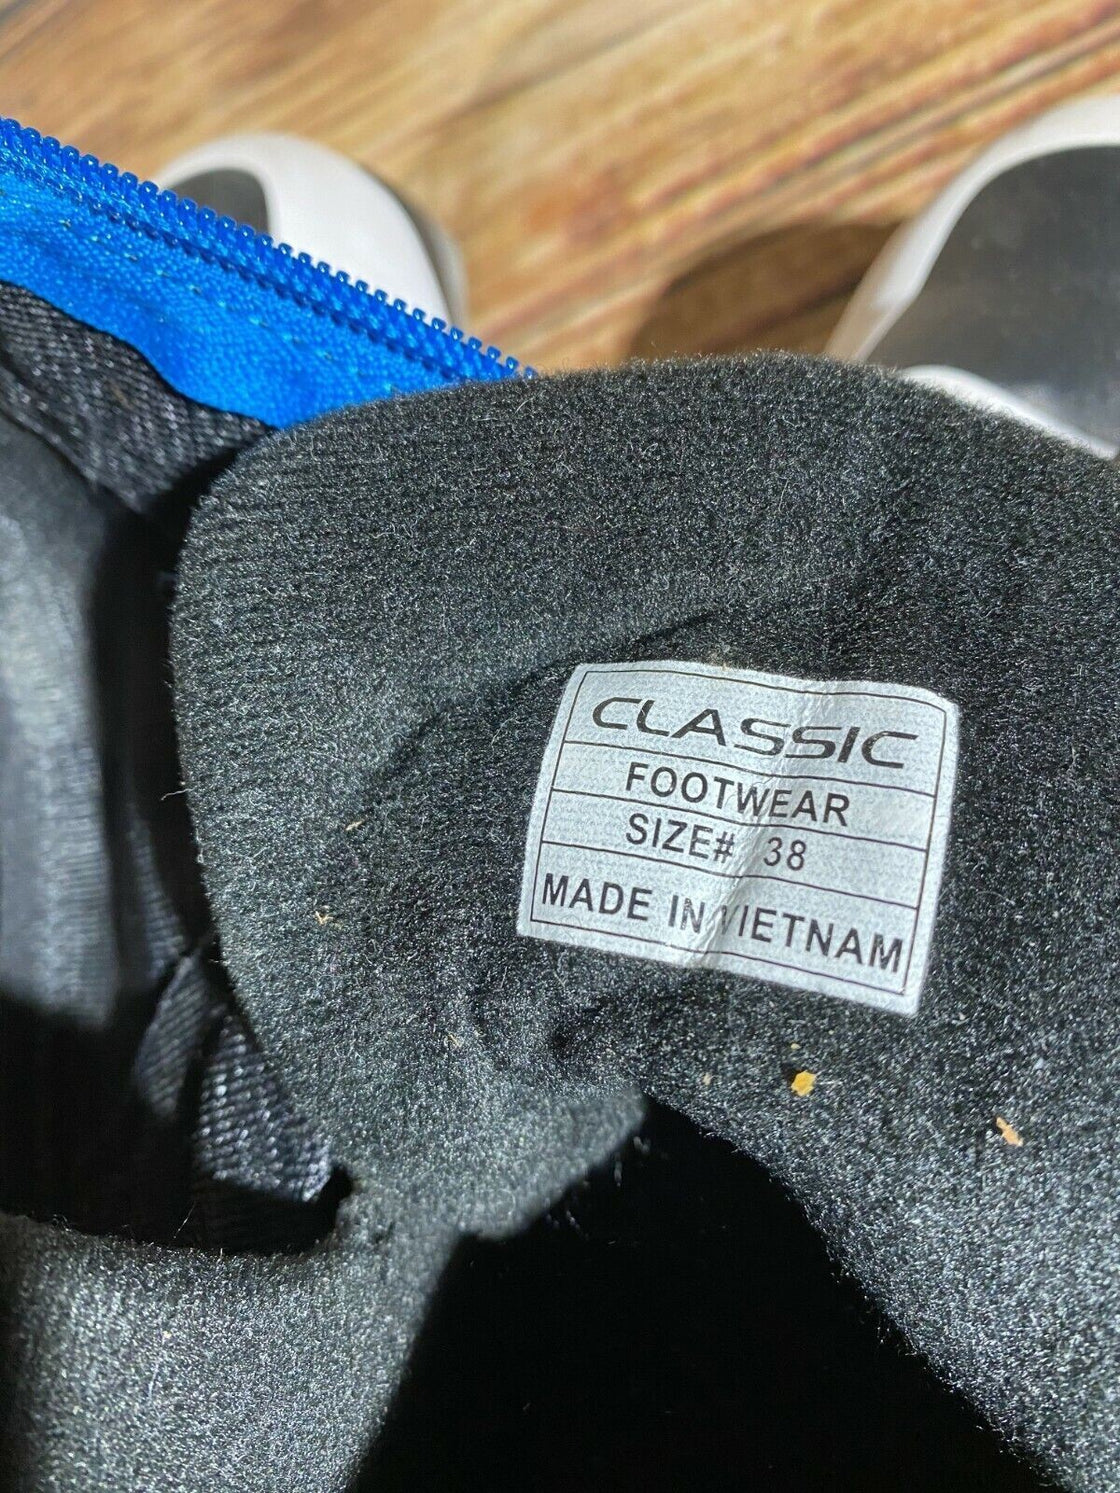 CLASSIC
FOOTWEAR
SIZE# 38
MADE IN VIETNAM